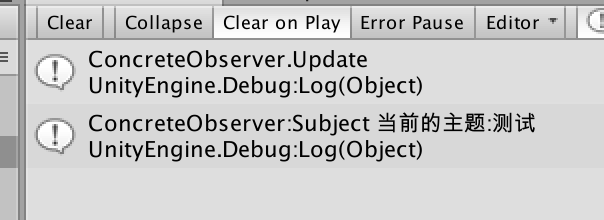 Clear Collapse Clear on Play Error Pause Editor
ConcreteObserver.Update
UnityEngine.Debug:Log(Object)
ConcreteObserver:Subject 当前的主题:测试
UnityEngine.Debug:Log(Object)